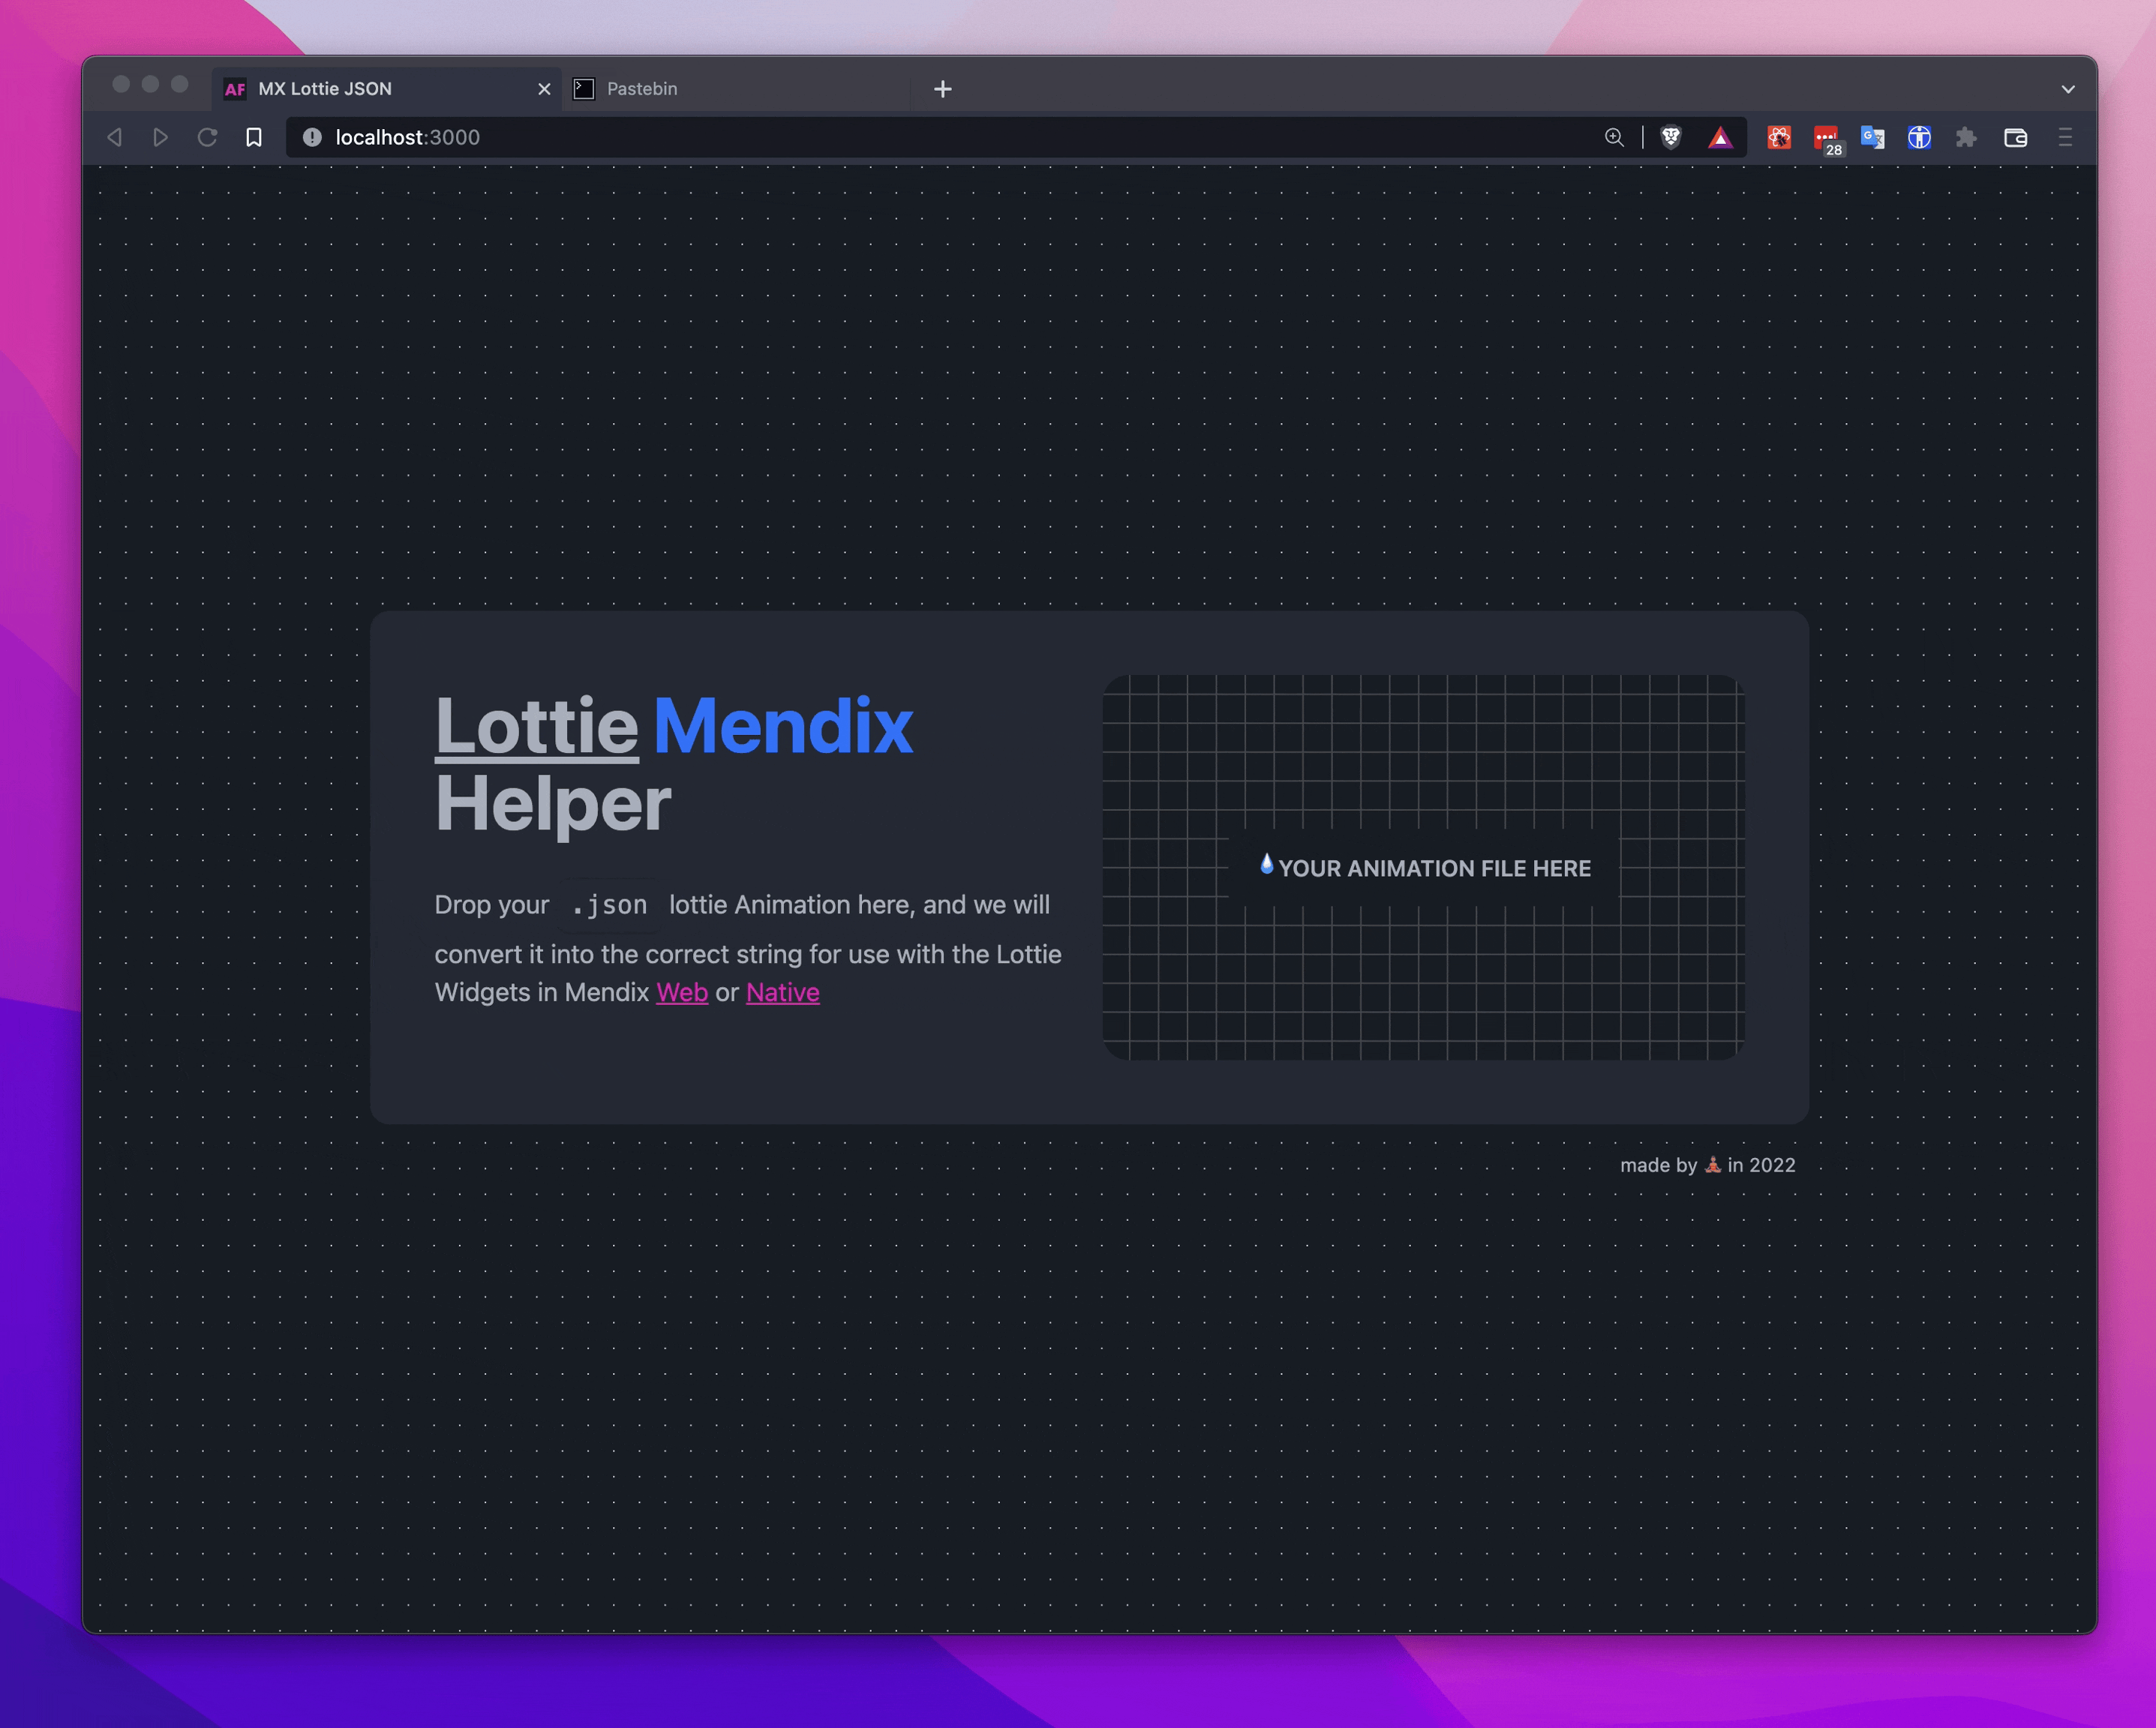 AF MX Lottie JSON
Pastebin
localhost:3000
28
Lottie Mendix
Helper
Drop your .json lottie Animation here, and we will
convert it into the correct string for use with the Lottie
Widgets in Mendix Web or Native
💧YOUR ANIMATION FILE HERE
made by 🧘 in 2022